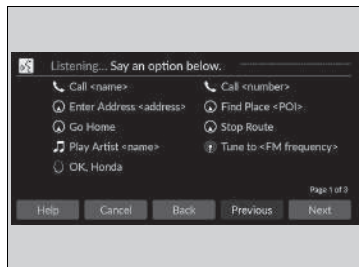 Listening... Say an option below.
Call <name> Call <number>
Enter Address <address> Find Place <POI>
Go Home Stop Route
Play Artist <name> Tune to <FM frequency>
OK, Honda
Page 1 of 3
Help Cancel Back Previous Next